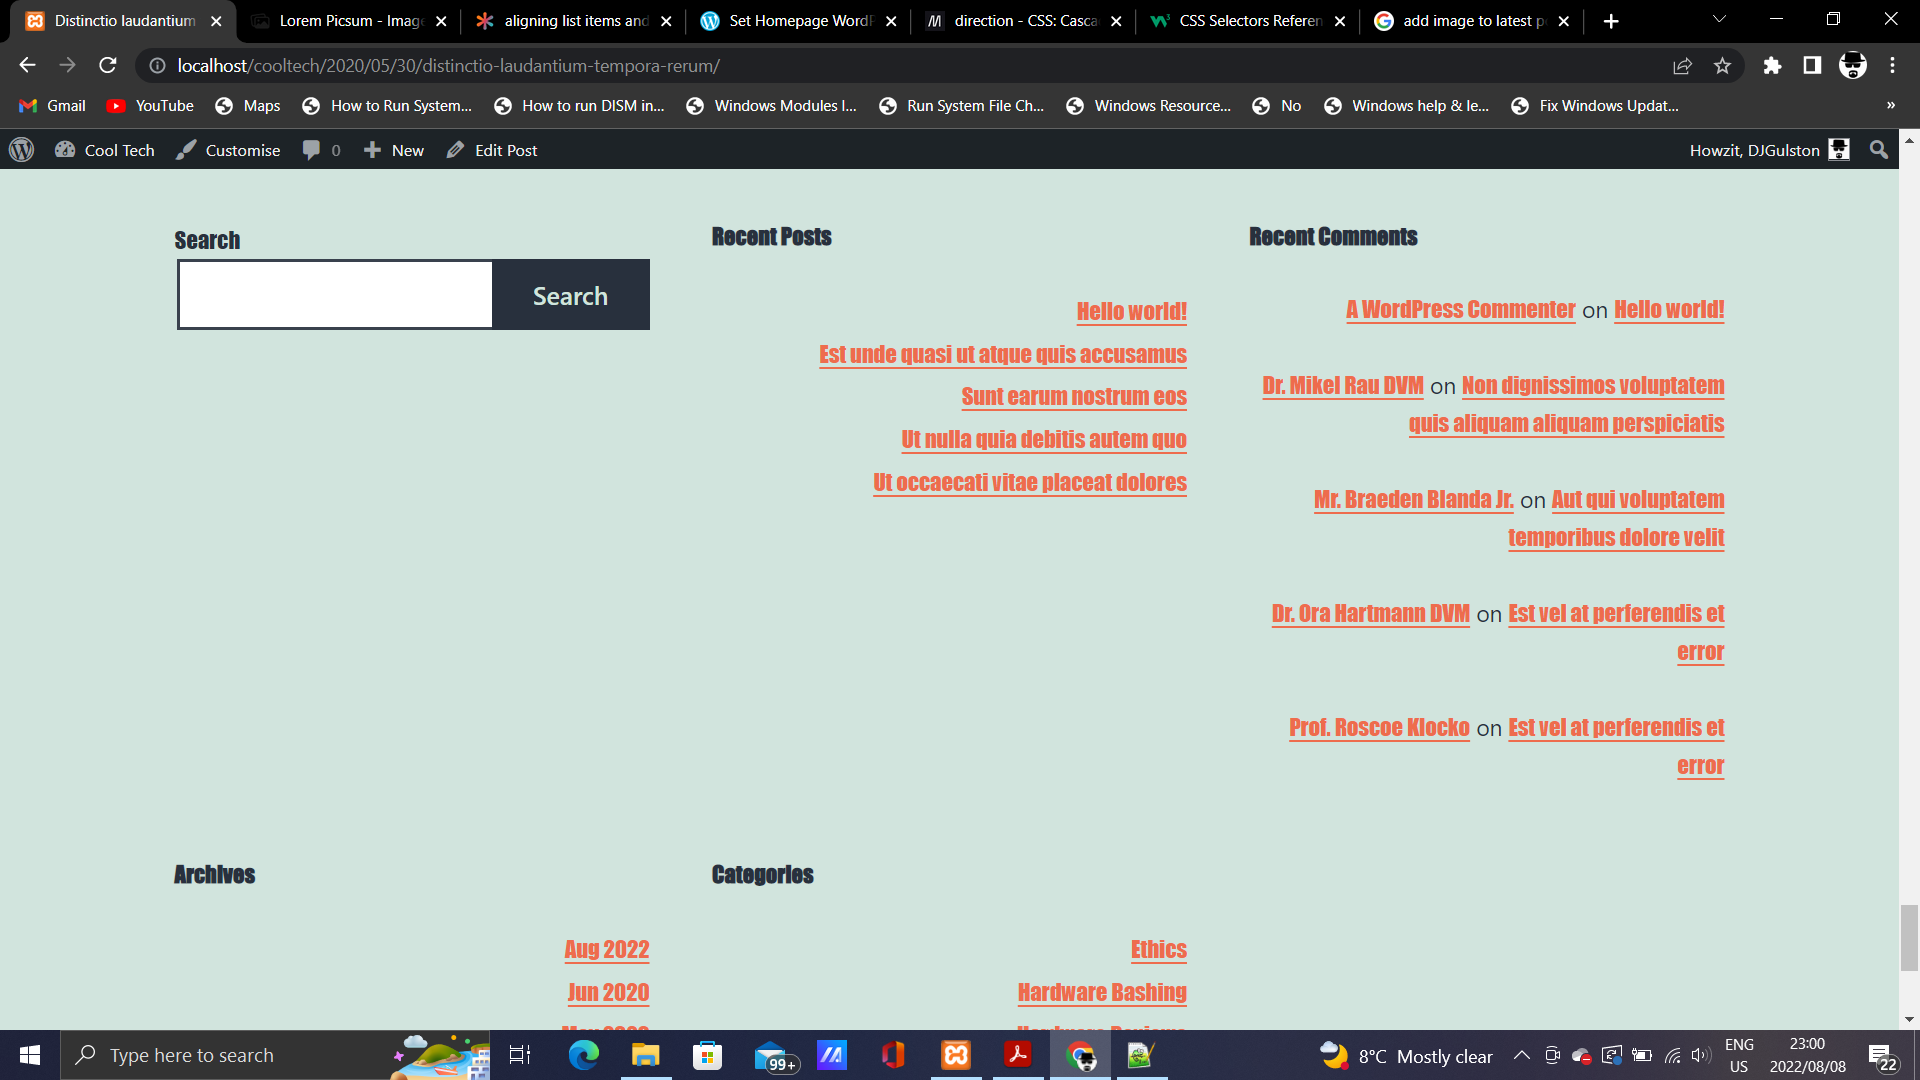 Distinctio laudantium
Lorem Picsum - Image
aligning list items and
Set Homepage WordP
direction - CSS: Casca
CSS Selectors Referen
add image to latest p
localhost/cooltech/2020/05/30/distinctio-laudantium-tempora-rerum/
Gmail
YouTube
Maps
How to Run System...
How to run DISM in...
Windows Modules I...
Run System File Ch...
Windows Resource...
No
Windows help & le...
Fix Windows Updat...
»
Cool Tech
Customise
0
New
Edit Post
Howzit, DJGulston
Search
Search
Recent Posts
Hello world!
Est unde quasi ut atque quis accusamus
Sunt earum nostrum eos
Ut nulla quia debitis autem quo
Ut occaecati vitae placeat dolores
Recent Comments
A WordPress Commenter on Hello world!
Dr. Mikel Rau DVM on Non dignissimos voluptatem
quis aliquam aliquam perspiciatis
Mr. Braeden Blanda Jr. on Aut qui voluptatem
temporibus dolore velit
Dr. Ora Hartmann DVM on Est vel at perferendis et
error
Prof. Roscoe Klocko on Est vel at perferendis et
error
Archives
Aug 2022
Jun 2020
Categories
Ethics
Hardware Bashing
Type here to search
99+
8°C Mostly clear
ENG
US
23:00
2022/08/08
22